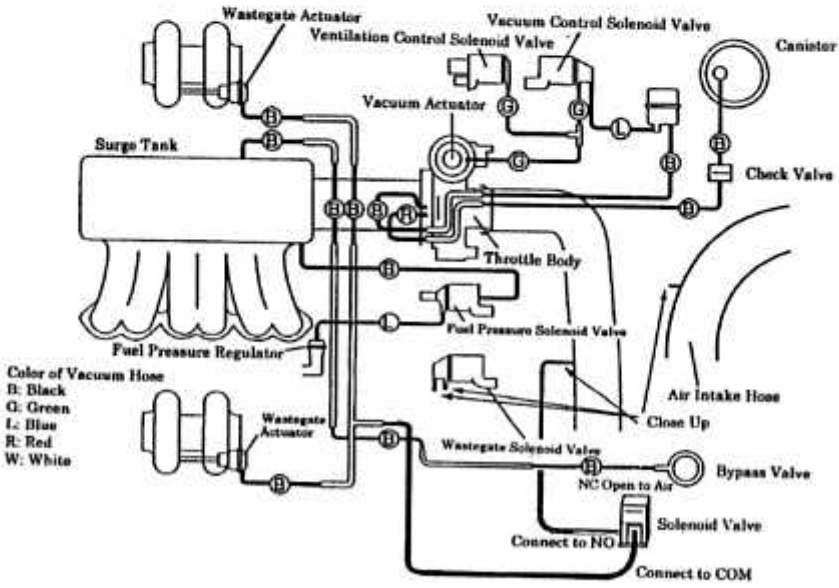 Wastegate Actuator
Vacuum Control Solenoid Valve
Ventilation Control Solenoid Valve
Canister
Vacuum Actuator
G
G
B
L
Surge Tank
B
G
B
B
Check Valve
B
B
B
R
B
Throttle Body
B
Fuel Pressure Solenoid Valve
L
Fuel Pressure Regulator
Color of Vacuum Hose
B: Black
G: Green
L: Blue
R: Red
W: White
Air Intake Hose
Close Up
Wastegate
Actuator
Wastegate Solenoid Valve
B
B
Bypass Valve
NC Open to Air
B
Solenoid Valve
Connect to NO
Connect to COM